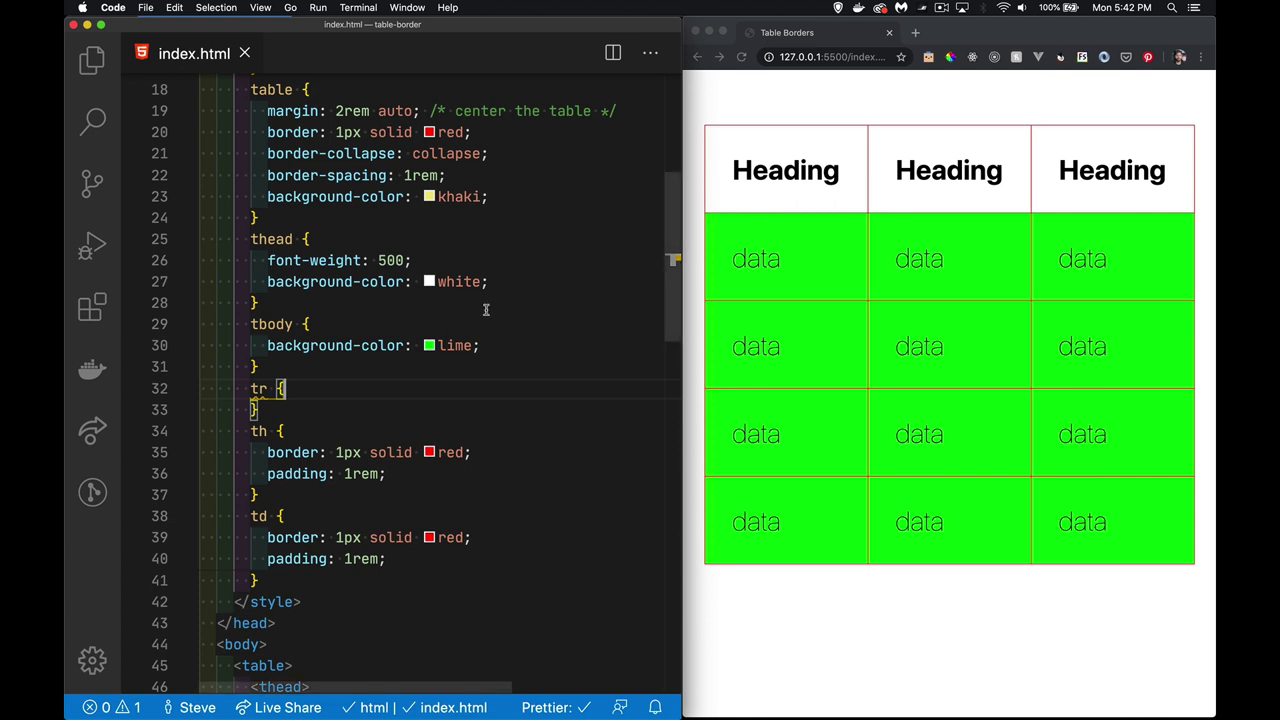 Code File Edit Selection View Go Run Terminal Window Help
100% Mon 5:42 PM
index.html — table-border
index.html
18 table {
19 margin: 2rem auto; /* center the table */
20 border: 1px solid red;
21 border-collapse: collapse;
22 border-spacing: 1rem;
23 background-color: khaki;
24 }
25 thead {
26 font-weight: 500;
27 background-color: white;
28 }
29 tbody {
30 background-color: lime;
31 }
32 tr {
33 }
34 th {
35 border: 1px solid red;
36 padding: 1rem;
37 }
38 td {
39 border: 1px solid red;
40 padding: 1rem;
41 }
42 </style>
43 </head>
44 <body>
45 <table>
46 <thead>
0 1 Steve Live Share html | index.html Prettier:
Table Borders
127.0.0.1:5500/index....
Heading Heading Heading
data data data
data data data
data data data
data data data